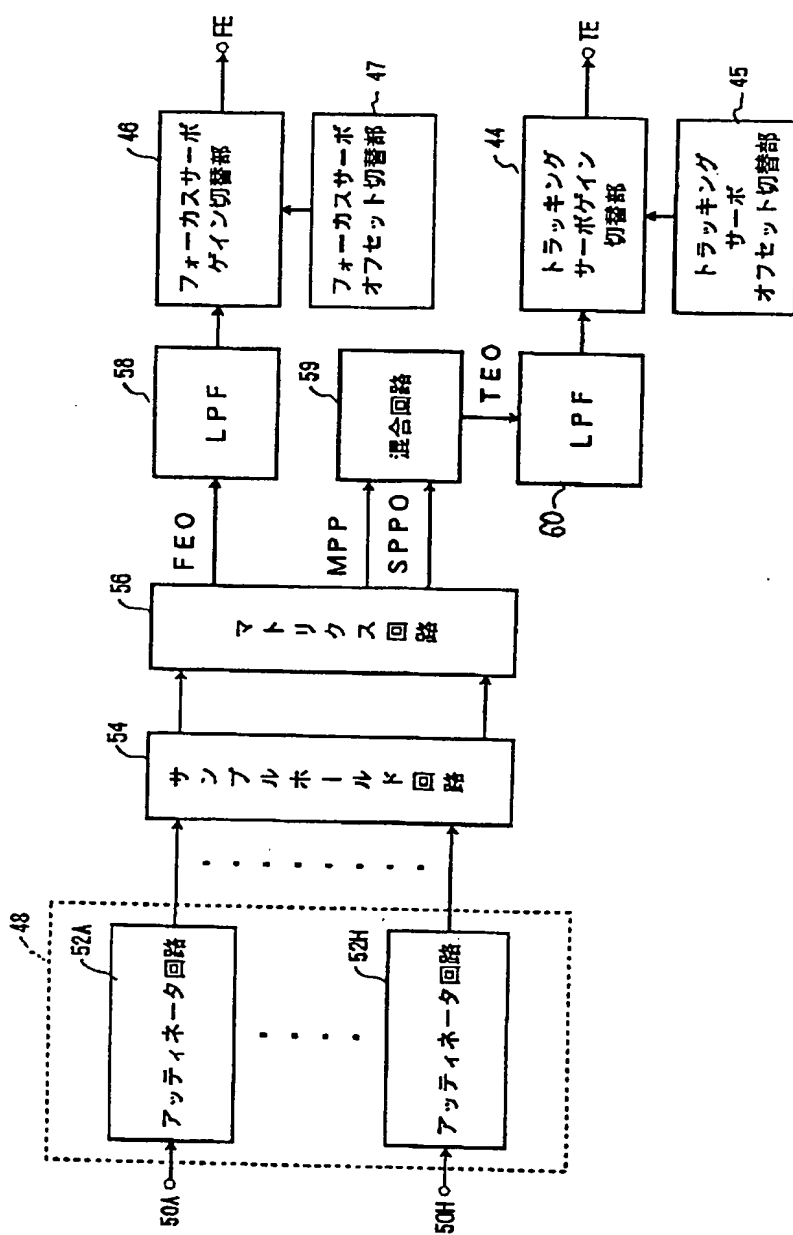 48
50A
52A
アッティネータ回路
50H
52H
アッティネータ回路
54
サンプルホールド回路
56
マトリクス回路
FEO
MPP
SPPO
58
LPF
59
混合回路
TEO
LPF
60
46
フォーカスサーボ
ゲイン切替部
FE
フォーカスサーボ
オフセット切替部
47
44
トラッキング
サーボゲイン
切替部
TE
トラッキング
サーボ
オフセット切替部
45